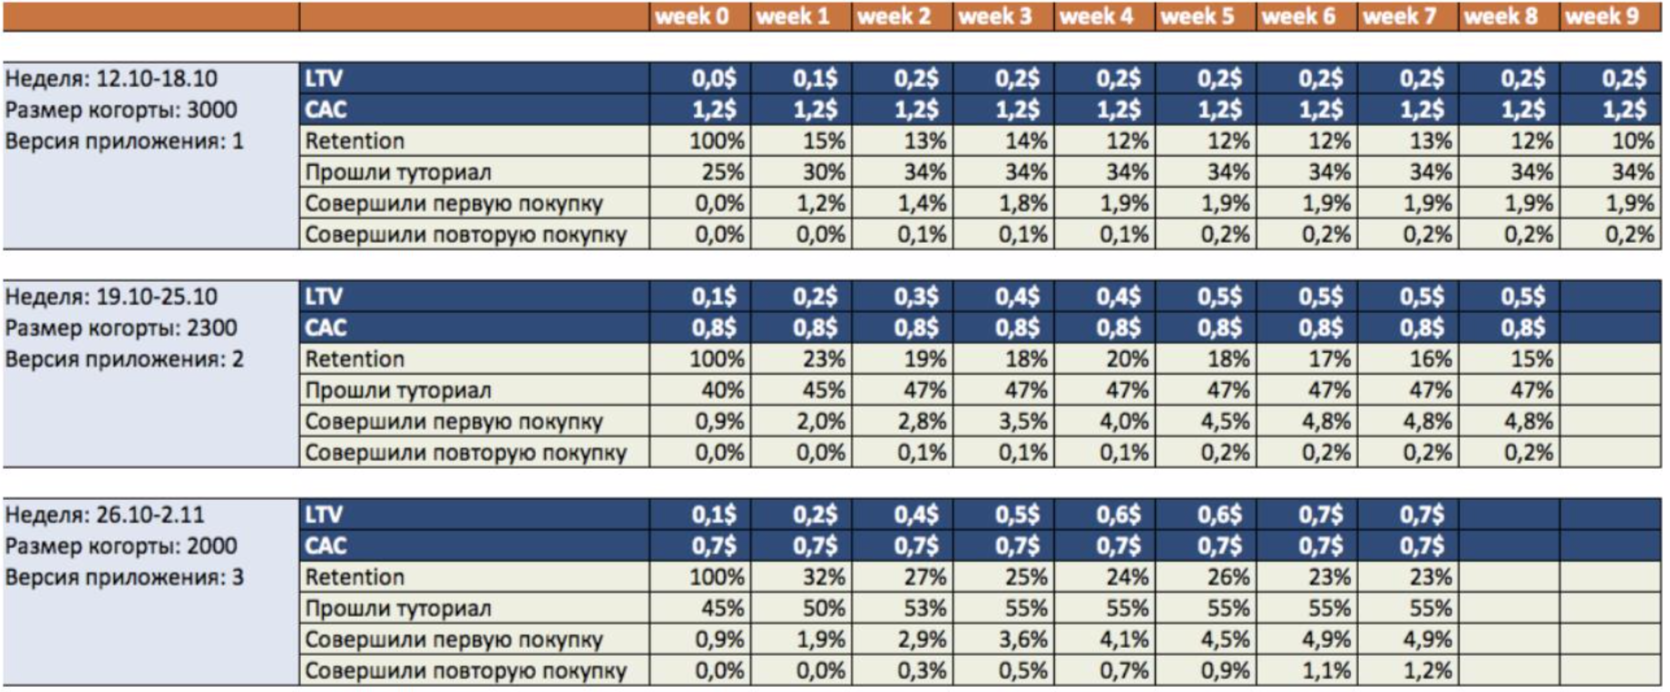 week 0 week 1 week 2 week 3 week 4 week 5 week 6 week 7 week 8 week 9
Неделя: 12.10-18.10 LTV 0,0$ 0,1$ 0,2$ 0,2$ 0,2$ 0,2$ 0,2$ 0,2$ 0,2$ 0,2$
Размер когорты: 3000 CAC 1,2$ 1,2$ 1,2$ 1,2$ 1,2$ 1,2$ 1,2$ 1,2$ 1,2$ 1,2$
Версия приложения: 1 Retention 100% 15% 13% 14% 12% 12% 12% 13% 12% 10%
Прошли туториал 25% 30% 34% 34% 34% 34% 34% 34% 34% 34%
Совершили первую покупку 0,0% 1,2% 1,4% 1,8% 1,9% 1,9% 1,9% 1,9% 1,9% 1,9%
Совершили повторую покупку 0,0% 0,0% 0,1% 0,1% 0,1% 0,2% 0,2% 0,2% 0,2% 0,2%
Неделя: 19.10-25.10 LTV 0,1$ 0,2$ 0,3$ 0,4$ 0,4$ 0,5$ 0,5$ 0,5$ 0,5$
Размер когорты: 2300 CAC 0,8$ 0,8$ 0,8$ 0,8$ 0,8$ 0,8$ 0,8$ 0,8$ 0,8$
Версия приложения: 2 Retention 100% 23% 19% 18% 20% 18% 17% 16% 15%
Прошли туториал 40% 45% 47% 47% 47% 47% 47% 47% 47%
Совершили первую покупку 0,9% 2,0% 2,8% 3,5% 4,0% 4,5% 4,8% 4,8% 4,8%
Совершили повторую покупку 0,0% 0,0% 0,1% 0,1% 0,1% 0,2% 0,2% 0,2% 0,2%
Неделя: 26.10-2.11 LTV 0,1$ 0,2$ 0,4$ 0,5$ 0,6$ 0,6$ 0,7$ 0,7$
Размер когорты: 2000 CAC 0,7$ 0,7$ 0,7$ 0,7$ 0,7$ 0,7$ 0,7$ 0,7$
Версия приложения: 3 Retention 100% 32% 27% 25% 24% 26% 23% 23%
Прошли туториал 45% 50% 53% 55% 55% 55% 55% 55%
Совершили первую покупку 0,9% 1,9% 2,9% 3,6% 4,1% 4,5% 4,9% 4,9%
Совершили повторую покупку 0,0% 0,0% 0,3% 0,5% 0,7% 0,9% 1,1% 1,2%